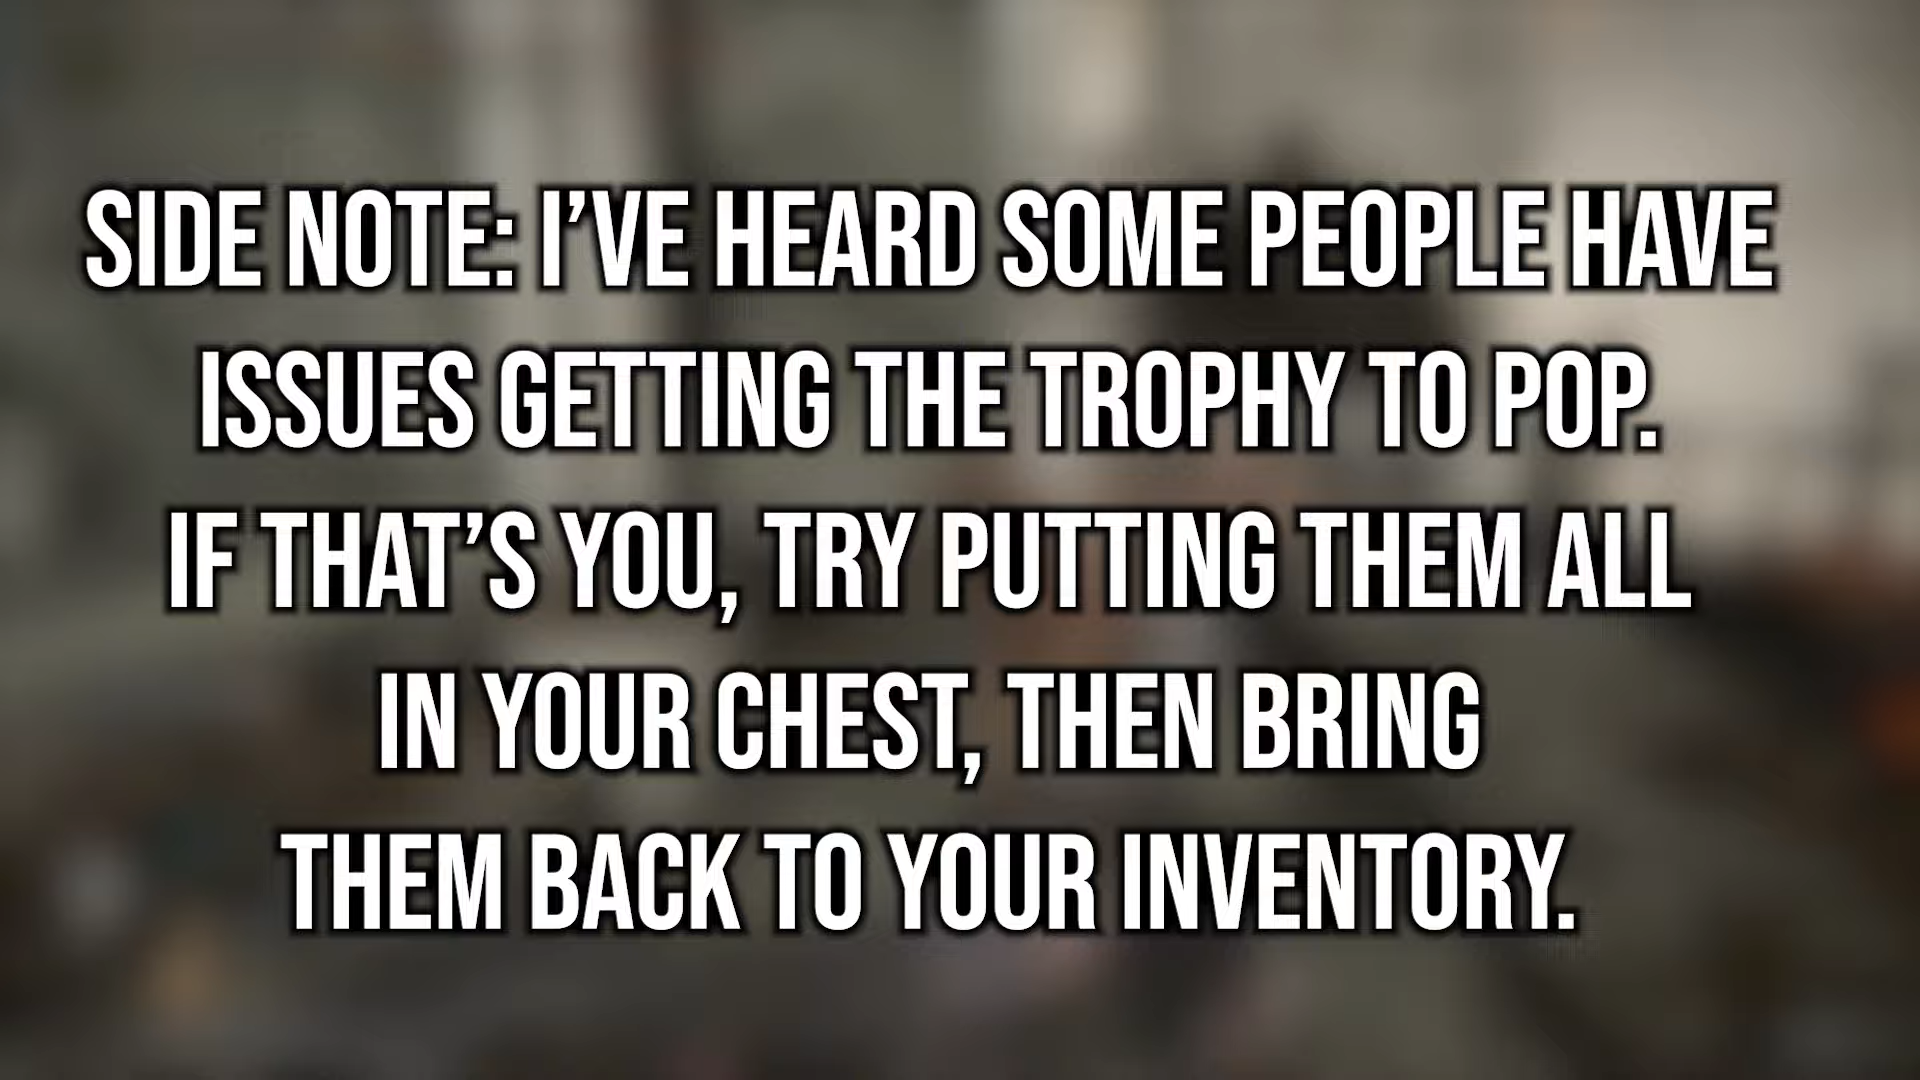 SIDE NOTE: I’VE HEARD SOME PEOPLE HAVE
ISSUES GETTING THE TROPHY TO POP.
IF THAT’S YOU, TRY PUTTING THEM ALL
IN YOUR CHEST, THEN BRING
THEM BACK TO YOUR INVENTORY.